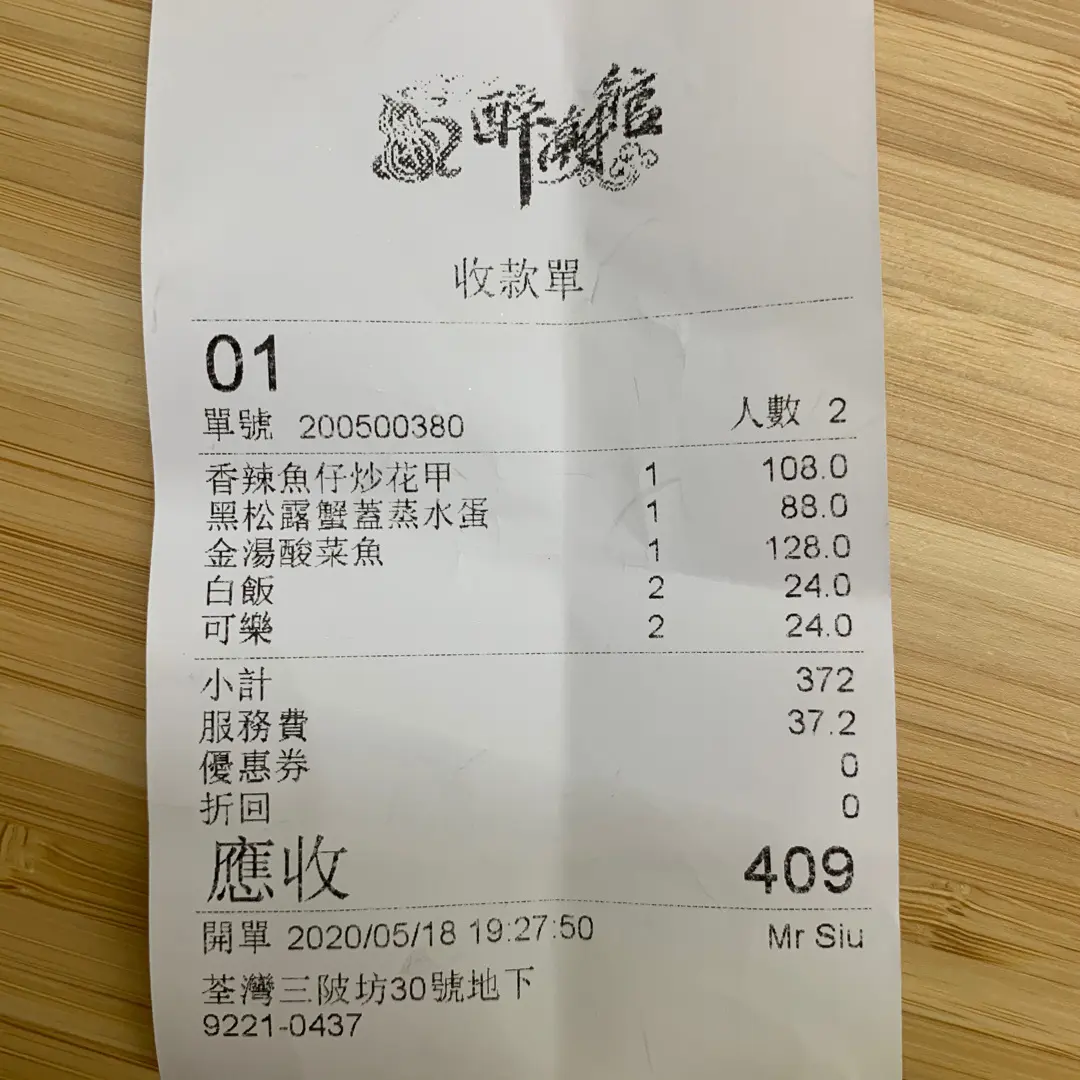 醉瀨館
收款單
01
單號 200500380 人數 2
香辣魚仔炒花甲 1 108.0
黑松露蟹蓋蒸水蛋 1 88.0
金湯酸菜魚 1 128.0
白飯 2 24.0
可樂 2 24.0
小計 372
服務費 37.2
優惠券 0
折回 0
應收 409
開單 2020/05/18 19:27:50 Mr Siu
荃灣三陂坊30號地下
9221-0437